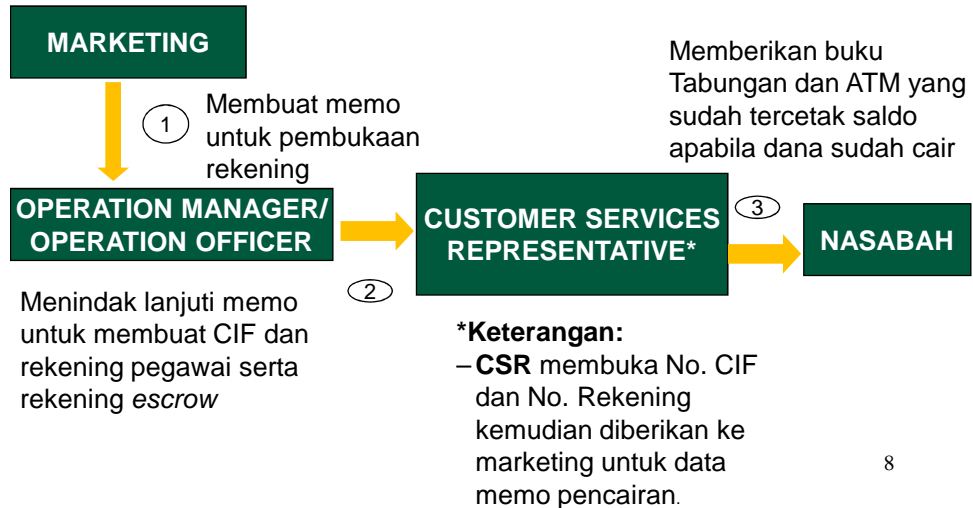 MARKETING
1
Membuat memo
untuk pembukaan
rekening
Memberikan buku
Tabungan dan ATM yang
sudah tercetak saldo
apabila dana sudah cair
OPERATION MANAGER/
OPERATION OFFICER
2
CUSTOMER SERVICES
REPRESENTATIVE*
3
NASABAH
Menindak lanjuti memo
untuk membuat CIF dan
rekening pegawai serta
rekening escrow
*Keterangan:
– CSR membuka No. CIF
dan No. Rekening
kemudian diberikan ke
marketing untuk data
memo pencairan.
8